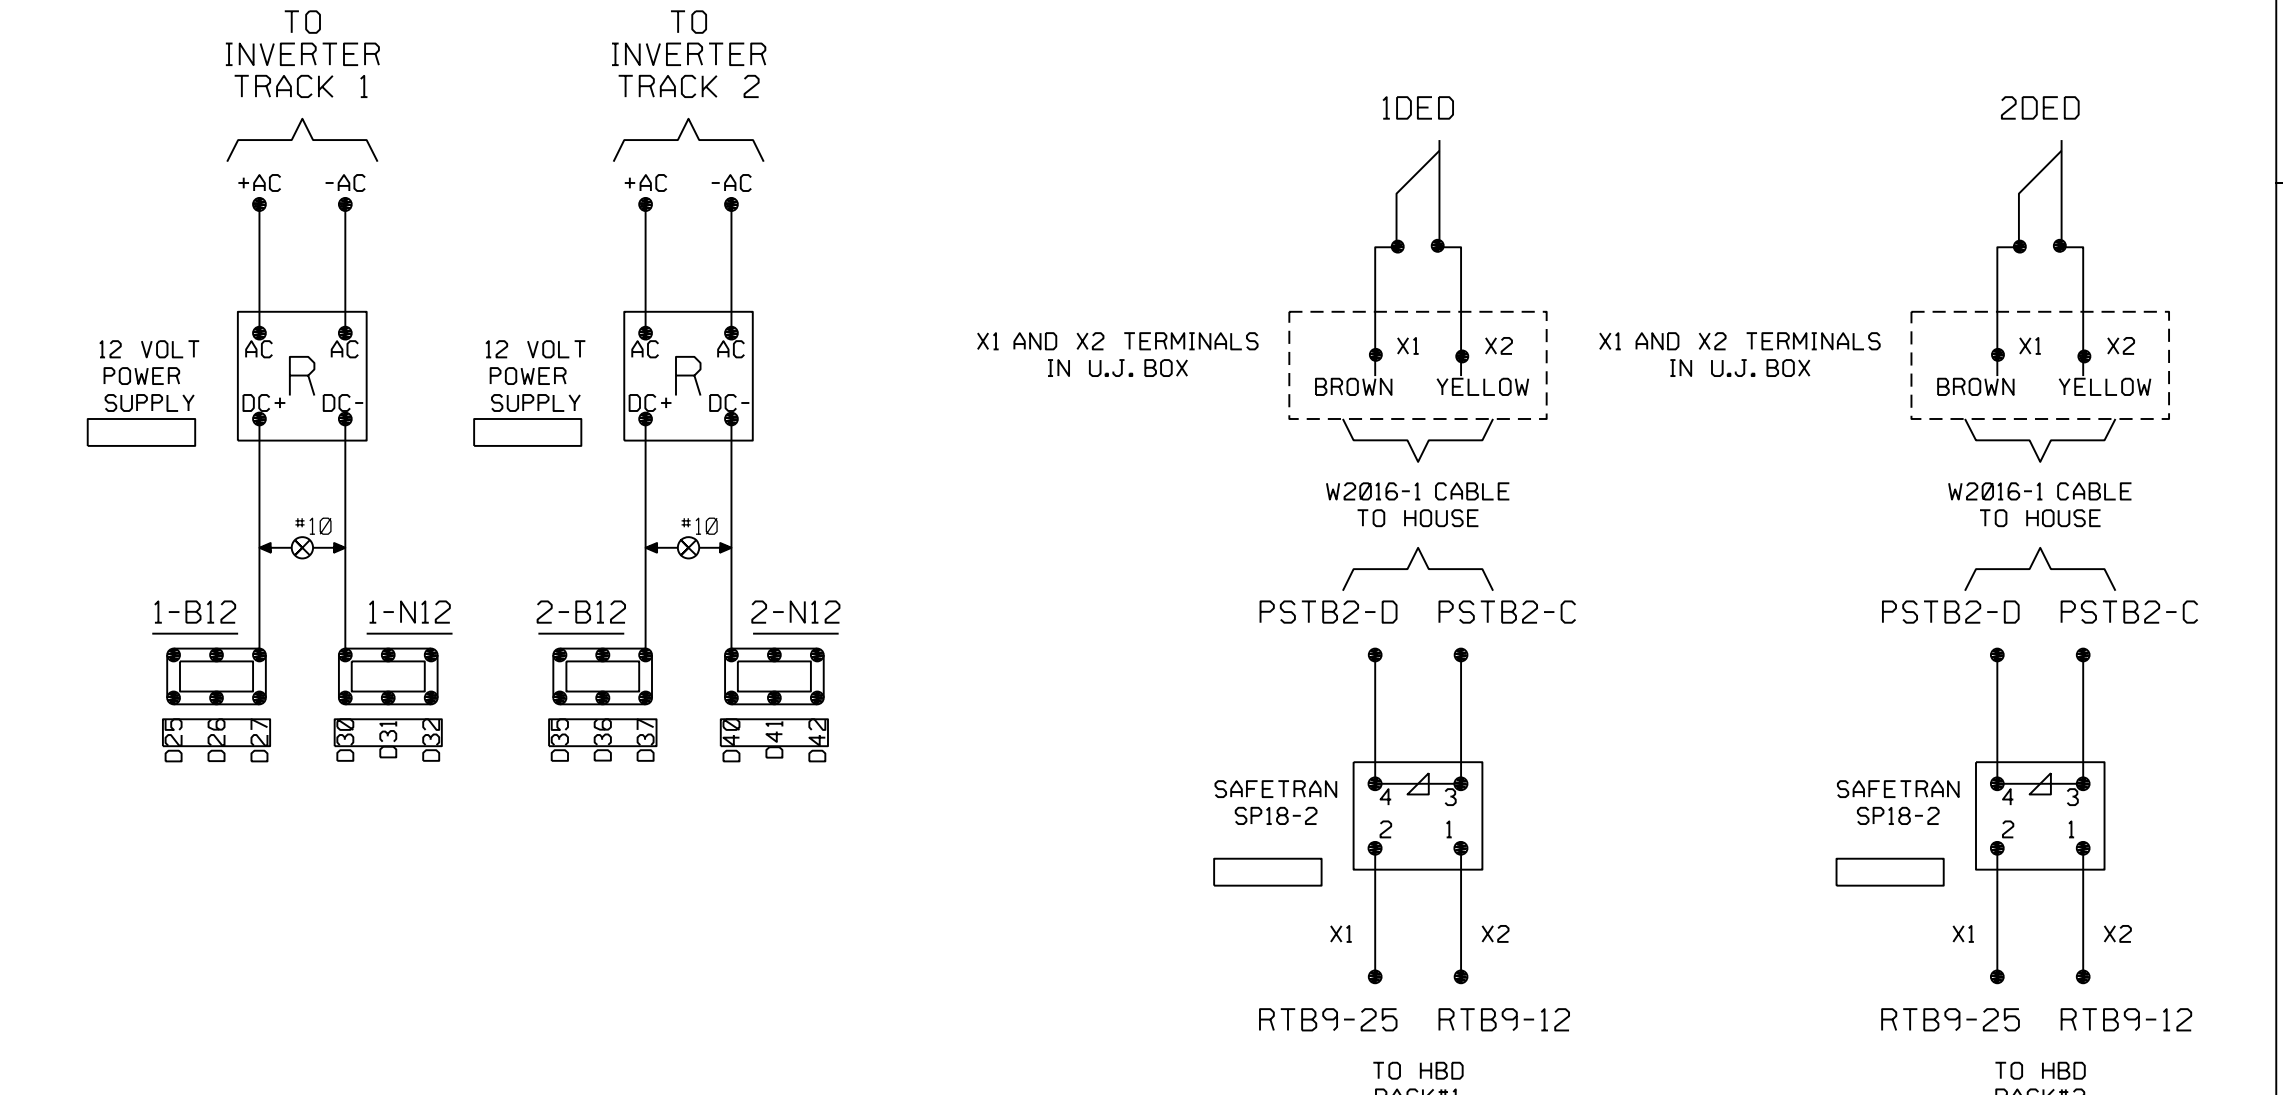 TO
INVERTER
TRACK 1
+AC -AC
12 VOLT
POWER
SUPPLY
AC AC
R
DC+ DC-
#10
1-B12 1-N12
D25 D26 D27 D30 D31 D32
TO
INVERTER
TRACK 2
+AC -AC
12 VOLT
POWER
SUPPLY
AC AC
R
DC+ DC-
#10
2-B12 2-N12
D35 D36 D37 D40 D41 D42
1DED
X1 AND X2 TERMINALS
IN U.J. BOX
X1 X2
BROWN YELLOW
W2016-1 CABLE
TO HOUSE
PSTB2-D PSTB2-C
SAFETRAN
SP18-2
4 3
2 1
X1 X2
RTB9-25 RTB9-12
TO HBD
2DED
X1 AND X2 TERMINALS
IN U.J. BOX
X1 X2
BROWN YELLOW
W2016-1 CABLE
TO HOUSE
PSTB2-D PSTB2-C
SAFETRAN
SP18-2
4 3
2 1
X1 X2
RTB9-25 RTB9-12
TO HBD